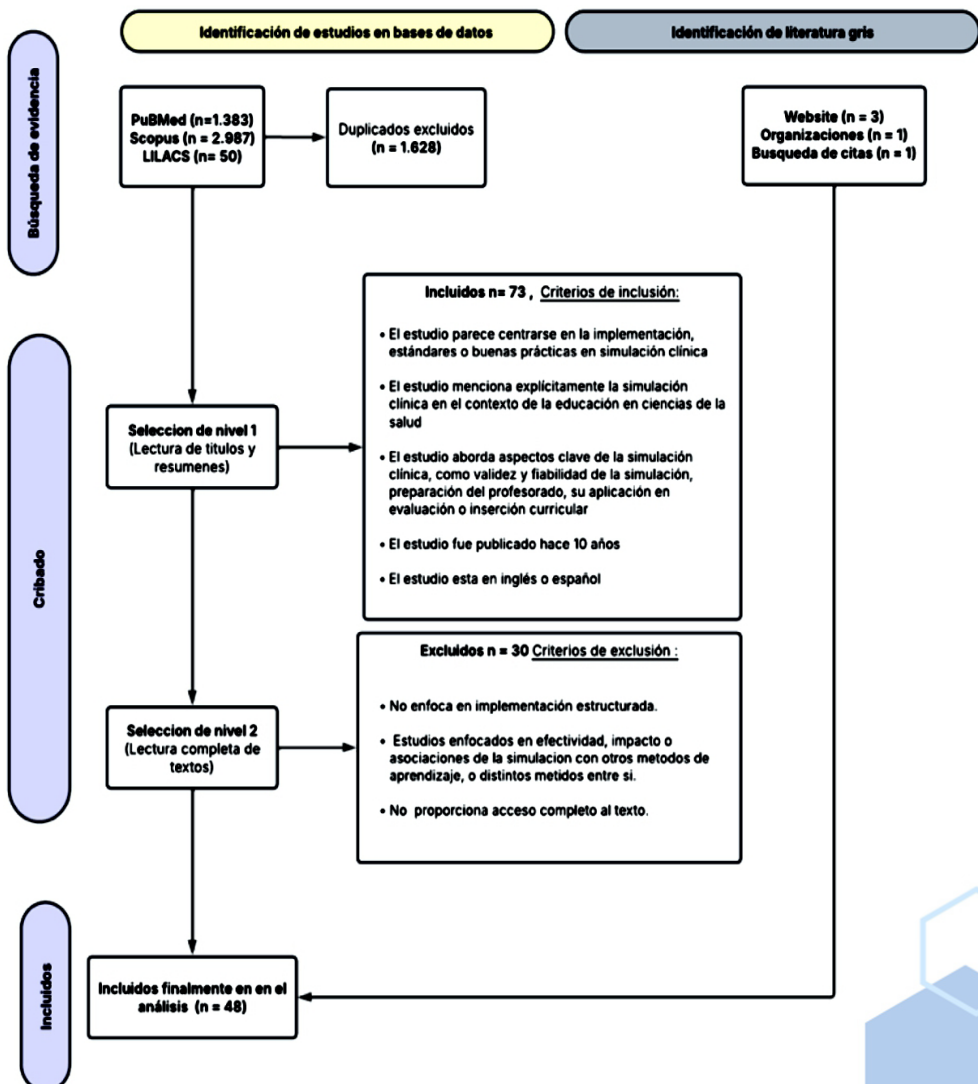 Identificación de estudios en bases de datos
Identificación de literatura gris
Búsqueda de evidencia
PuBMed (n=1.383)
Scopus (n = 2.987)
LILACS (n= 50)
Duplicados excluidos
(n = 1.628)
Website (n = 3)
Organizaciones (n = 1)
Busqueda de citas (n = 1)
Cribado
Seleccion de nivel 1
(Lectura de titulos y
resumenes)
Incluidos n= 73 , Criterios de inclusión:
• El estudio parece centrarse en la implementación,
estándares o buenas prácticas en simulación clínica
• El estudio menciona explícitamente la simulación
clínica en el contexto de la educación en ciencias de la
salud
• El estudio aborda aspectos clave de la simulación
clínica, como validez y fiabilidad de la simulación,
preparación del profesorado, su aplicación en
evaluación o inserción curricular
• El estudio fue publicado hace 10 años
• El estudio esta en inglés o español
Seleccion de nivel 2
(Lectura completa de
textos)
Excluidos n = 30 Criterios de exclusión :
• No enfoca en implementación estructurada.
• Estudios enfocados en efectividad, impacto o
asociaciones de la simulacion con otros metodos de
aprendizaje, o distintos metidos entre si.
• No proporciona acceso completo al texto.
Incluidos
Incluidos finalmente en en el
análisis (n = 48)